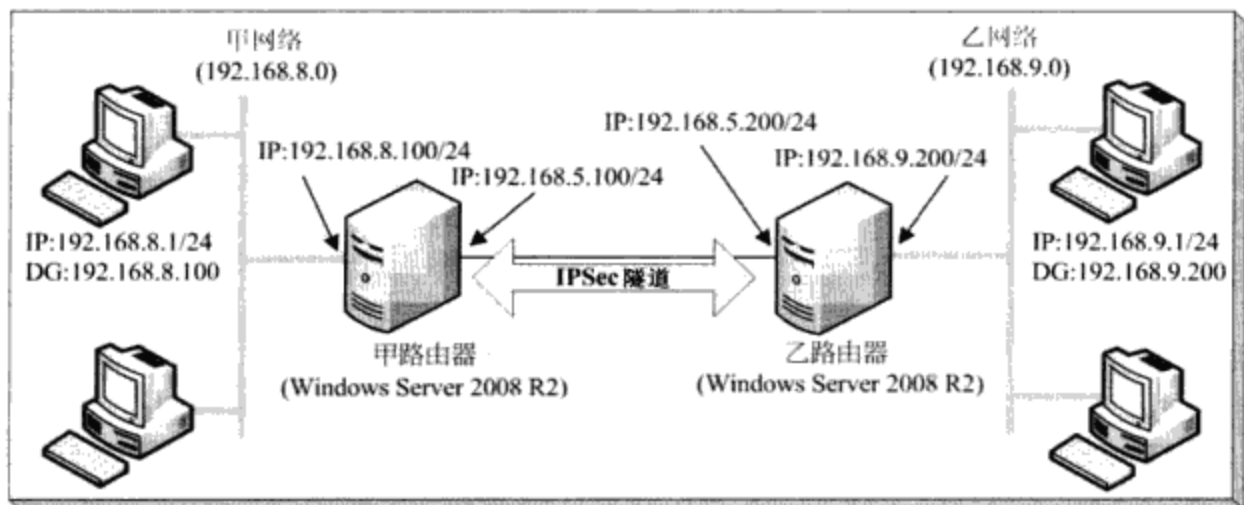 甲网络
(192.168.8.0)
乙网络
(192.168.9.0)
IP:192.168.8.100/24
IP:192.168.5.100/24
IP:192.168.5.200/24
IP:192.168.9.200/24
IP:192.168.8.1/24
DG:192.168.8.100
IPSec 隧道
IP:192.168.9.1/24
DG:192.168.9.200
甲路由器
(Windows Server 2008 R2)
乙路由器
(Windows Server 2008 R2)